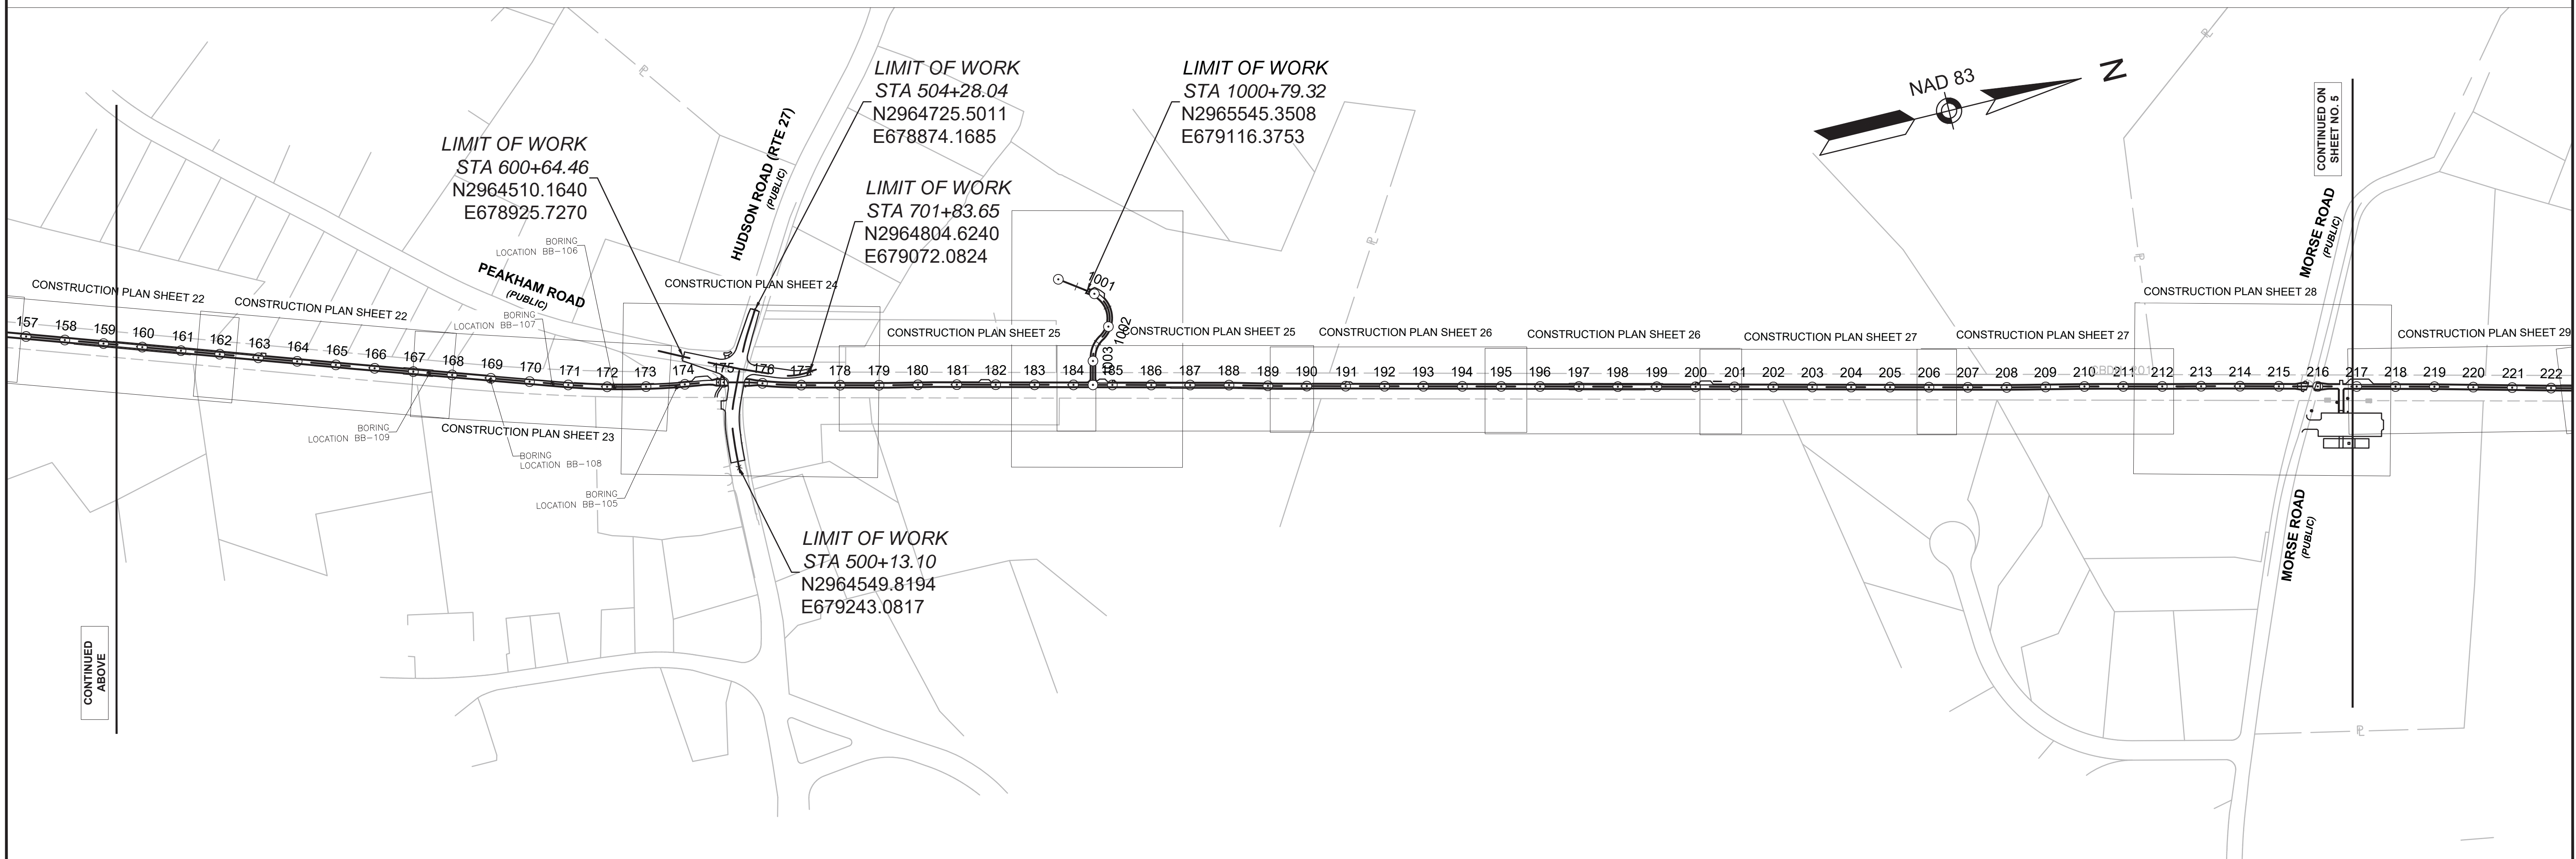 LIMIT OF WORK
STA 504+28.04
N2964725.5011
E678874.1685
LIMIT OF WORK
STA 1000+79.32
N2965545.3508
E679116.3753
NAD 83
N
CONTINUED ON
SHEET NO. 5
LIMIT OF WORK
STA 600+64.46
N2964510.1640
E678925.7270
HUDSON ROAD (RTE 27)
(PUBLIC)
LIMIT OF WORK
STA 701+83.65
N2964804.6240
E679072.0824
MORSE ROAD
(PUBLIC)
BORING
LOCATION BB-106
PEAKHAM ROAD
(PUBLIC)
BORING
LOCATION BB-107
CONSTRUCTION PLAN SHEET 22
CONSTRUCTION PLAN SHEET 22
CONSTRUCTION PLAN SHEET 24
CONSTRUCTION PLAN SHEET 25
CONSTRUCTION PLAN SHEET 25
CONSTRUCTION PLAN SHEET 26
CONSTRUCTION PLAN SHEET 26
CONSTRUCTION PLAN SHEET 27
CONSTRUCTION PLAN SHEET 27
CONSTRUCTION PLAN SHEET 28
CONSTRUCTION PLAN SHEET 29
1001
1002
1003
157 158 159 160 161 162 163 164 165 166 167 168 169 170 171 172 173 174 175 176 177 178 179 180 181 182 183 184 185 186 187 188 189 190 191 192 193 194 195 196 197 198 199 200 201 202 203 204 205 206 207 208 209 210 211 212 213 214 215 216 217 218 219 220 221 222
BORING
LOCATION BB-109
CONSTRUCTION PLAN SHEET 23
BORING
LOCATION BB-108
BORING
LOCATION BB-105
LIMIT OF WORK
STA 500+13.10
N2964549.8194
E679243.0817
MORSE ROAD
(PUBLIC)
CONTINUED
ABOVE
PL
PL
PL
PL
PL